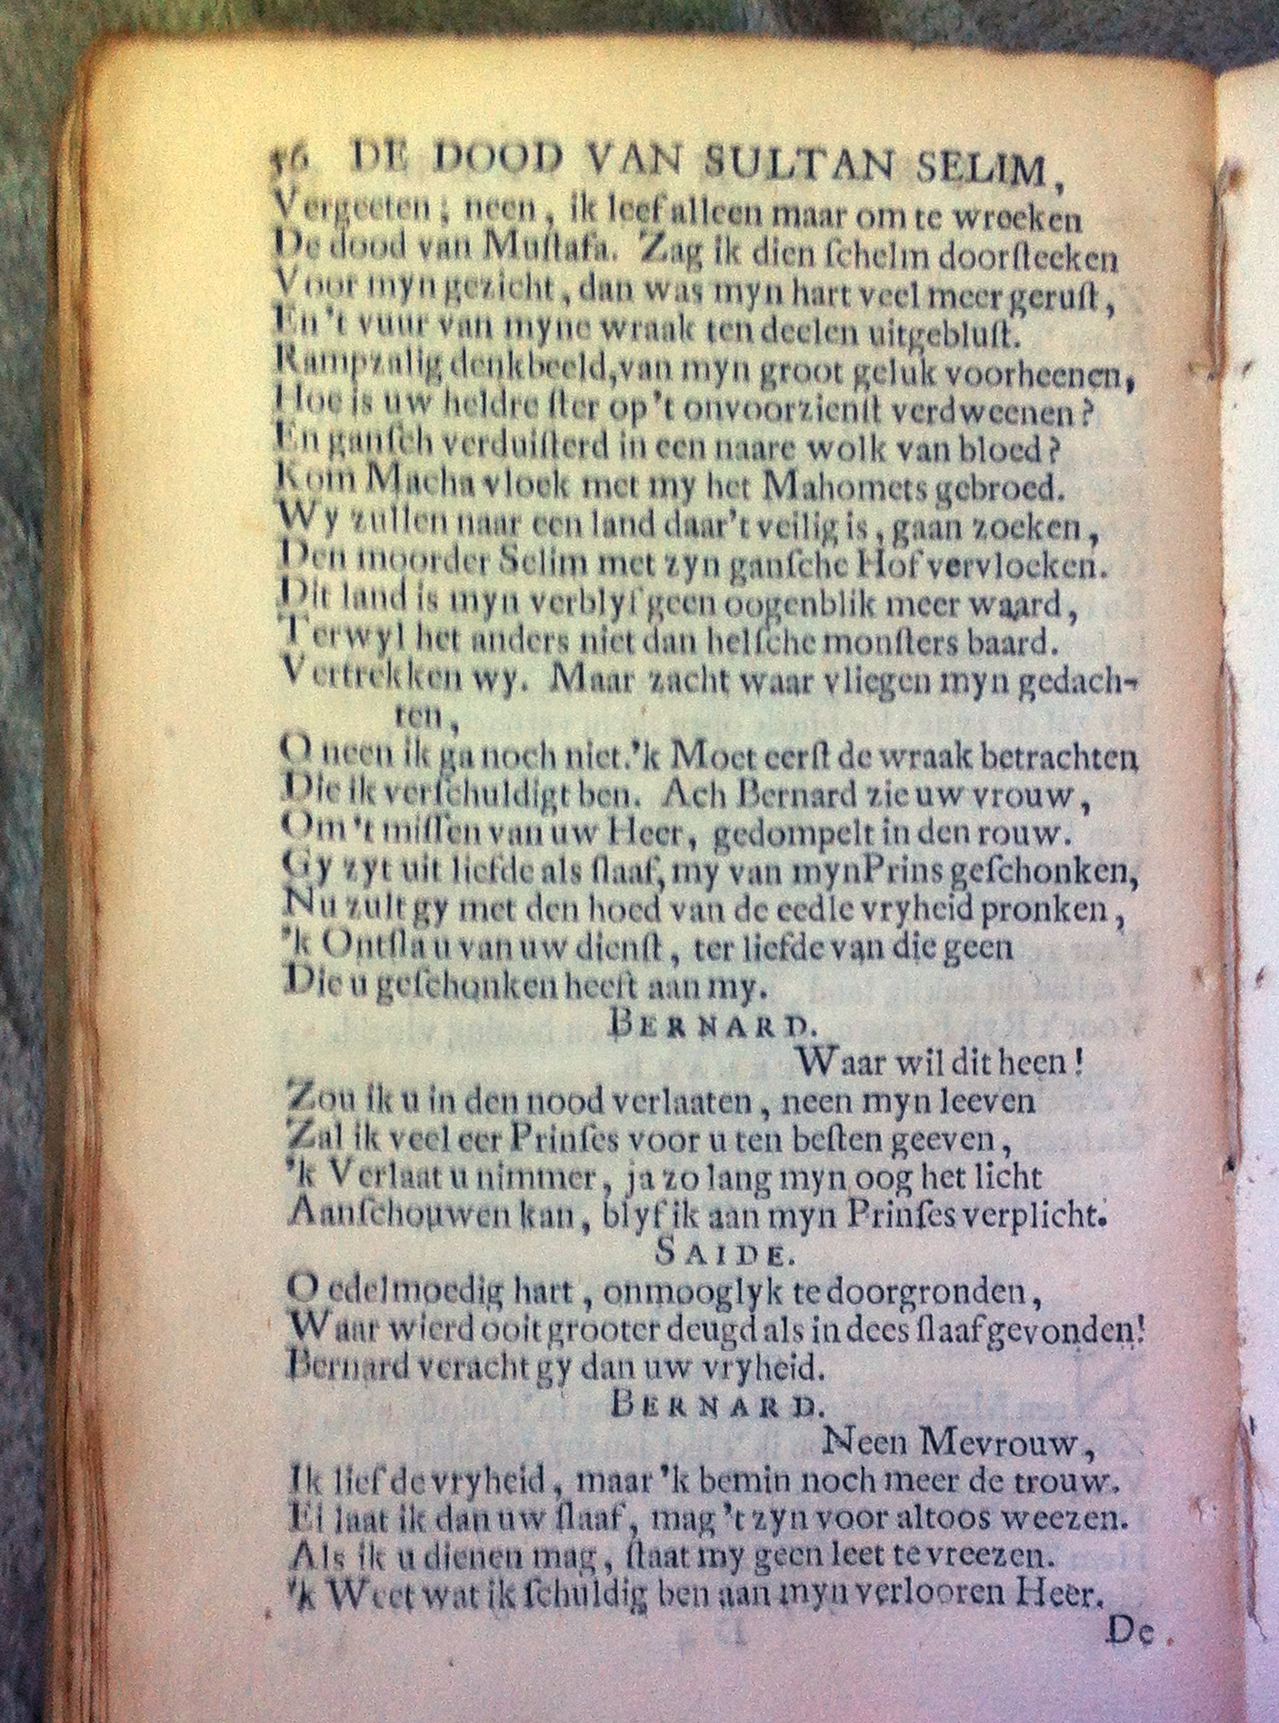 56 DE DOOD VAN SULTAN SELIM,
Vergeeten; neen, ik leef alleen maar om te wreeken
De dood van Muſtafa. Zag ik dien ſchelm doorſteeken
Voor myn gezicht, dan was myn hart veel meer geruſt,
En 't vuur van myne wraak ten deelen uitgebluſt.
Rampzalig denkbeeld, van myn groot geluk voorheenen,
Hoe is uw heldre ſter op 't onvoorzienſt verdweenen?
En ganſch verduiſterd in een naare wolk van bloed?
Kom Macha vloek met my het Mahomets gebroed.
Wy zullen naar een land daar 't veilig is, gaan zoeken,
Den moorder Selim met zyn ganſche Hof vervloeken.
Dit land is myn verblyf geen oogenblik meer waard,
Terwyl het anders niet dan helſche monſters baard.
Vertrekken wy. Maar zacht waar vliegen myn gedach-
ten,
O neen ik ga noch niet. 'k Moet eerſt de wraak betrachten
Die ik verſchuldigt ben. Ach Bernard zie uw vrouw,
Om 't miſſen van uw Heer, gedompelt in den rouw.
Gy zyt uit liefde als ſlaaf, my van myn Prins geſchonken,
Nu zult gy met den hoed van de eedle vryheid pronken,
'k Ontſla u van uw dienſt, ter liefde van die geen
Die u geſchonken heeft aan my.
BERNARD.
Waar wil dit heen!
Zou ik u in den nood verlaaten, neen myn leeven
Zal ik veel eer Prinſes voor u ten beſten geeven,
'k Verlaat u nimmer, ja zo lang myn oog het licht
Aanſchouwen kan, blyf ik aan myn Prinſes verplicht.
SAIDE.
O edelmoedig hart, onmooglyk te doorgronden,
Waar wierd ooit grooter deugd als in dees ſlaaf gevonden!
Bernard veracht gy dan uw vryheid.
BERNARD.
Neen Mevrouw,
Ik lief de vryheid, maar 'k bemin noch meer de trouw.
Ei laat ik dan uw ſlaaf, mag 't zyn voor altoos weezen.
Als ik u dienen mag, ſtaat my geen leet te vreezen.
'k Weet wat ik ſchuldig ben aan myn verlooren Heer.
De